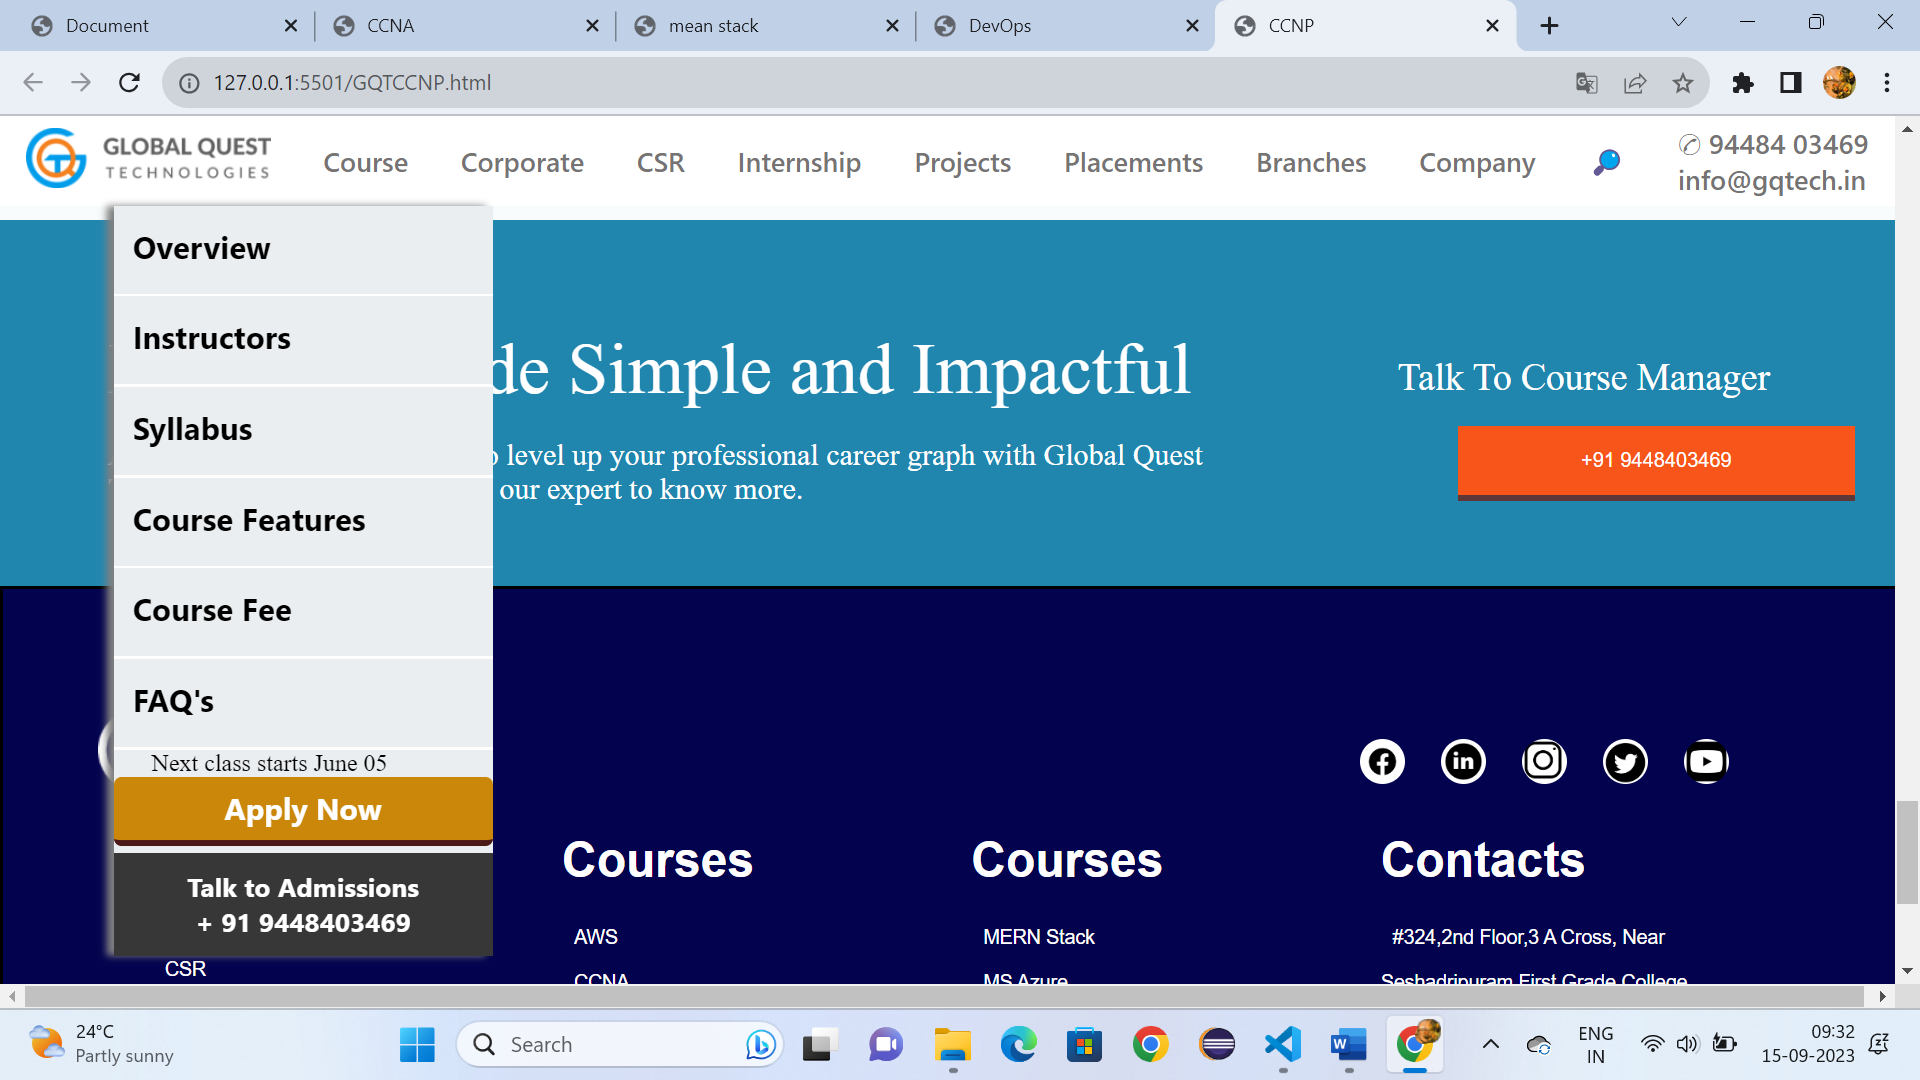 Document
CCNA
mean stack
DevOps
CCNP
127.0.0.1:5501/GQTCCNP.html
GLOBAL QUEST
TECHNOLOGIES
Course
Corporate
CSR
Internship
Projects
Placements
Branches
Company
✆ 94484 03469
info@gqtech.in
Overview
Instructors
Syllabus
Course Features
Course Fee
FAQ's
Next class starts June 05
Apply Now
Talk to Admissions
+ 91 9448403469
CSR
de Simple and Impactful
level up your professional career graph with Global Quest
our expert to know more.
Talk To Course Manager
+91 9448403469
Courses
AWS
CCNA
Courses
MERN Stack
MS Azure
Contacts
#324,2nd Floor,3 A Cross, Near
Seshadripuram First Grade College
24°C
Partly sunny
Search
ENG
IN
09:32
15-09-2023